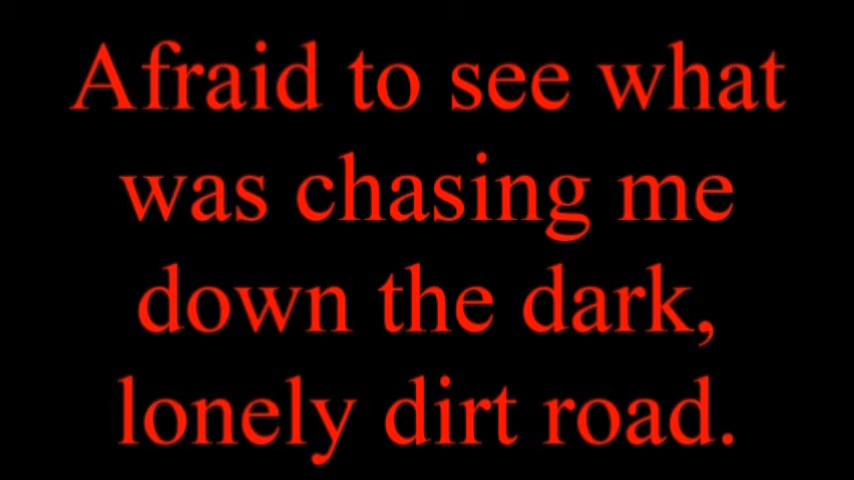 Afraid to see what
was chasing me
down the dark,
lonely dirt road.